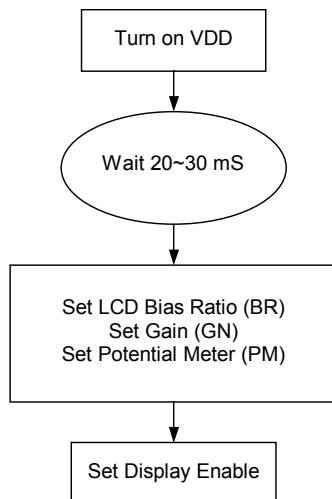 Turn on VDD
Wait 20~30 mS
Set LCD Bias Ratio (BR)
Set Gain (GN)
Set Potential Meter (PM)
Set Display Enable